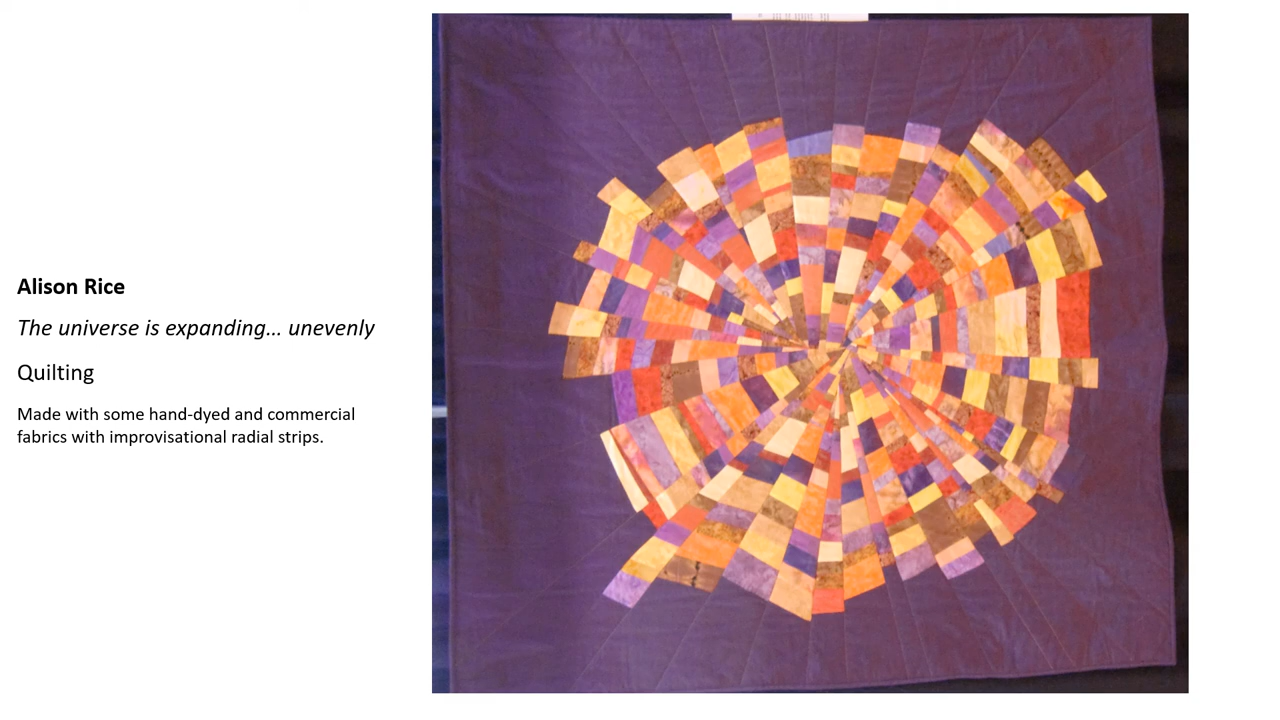 Alison Rice
The universe is expanding... unevenly
Quilting
Made with some hand-dyed and commercial
fabrics with improvisational radial strips.